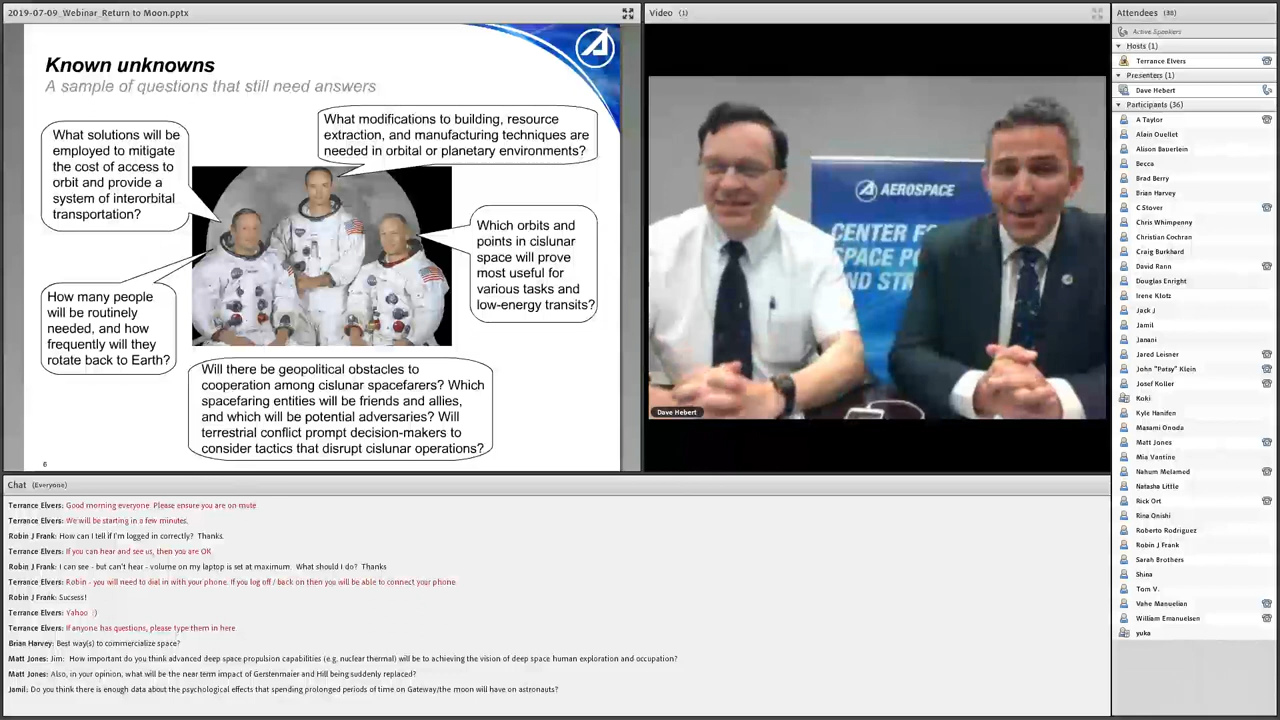 2019-07-09_Webinar_Return to Moon.pptx
Known unknowns
A sample of questions that still need answers
What solutions will be
employed to mitigate
the cost of access to
orbit and provide a
system of interorbital
transportation?
What modifications to building, resource
extraction, and manufacturing techniques are
needed in orbital or planetary environments?
Which orbits and
points in cislunar
space will prove
most useful for
various tasks and
low-energy transits?
How many people
will be routinely
needed, and how
frequently will they
rotate back to Earth?
Will there be geopolitical obstacles to
cooperation among cislunar spacefarers? Which
spacefaring entities will be friends and allies,
and which will be potential adversaries? Will
terrestrial conflict prompt decision-makers to
consider tactics that disrupt cislunar operations?
6
Video (1)
AEROSPACE
CENTER F
SPACE PO
ND STR
Dave Hebert
Chat (Everyone)
Terrance Elvers: Good morning everyone. Please ensure you are on mute
Terrance Elvers: We will be starting in a few minutes.
Robin J Frank: How can I tell if I'm logged in correctly? Thanks.
Terrance Elvers: If you can hear and see us, then you are OK
Robin J Frank: I can see - but can't hear - volume on my laptop is set at maximum. What should I do? Thanks
Terrance Elvers: Robin - you will need to dial in with your phone. If you log off / back on then you will be able to connect your phone
Robin J Frank: Sucsess!
Terrance Elvers: Yahoo :)
Terrance Elvers: If anyone has questions, please type them in here
Brian Harvey: Best way(s) to commercialize space?
Matt Jones: Jim: How important do you think advanced deep space propulsion capabilities (e.g. nuclear thermal) will be to achieving the vision of deep space human exploration and occupation?
Matt Jones: Also, in your opinion, what will be the near term impact of Gerstenmaier and Hill being suddenly replaced?
Jamil: Do you think there is enough data about the psychological effects that spending prolonged periods of time on Gateway/the moon will have on astronauts?
Attendees (38)
Active Speakers
Hosts (1)
Terrance Elvers
Presenters (1)
Dave Hebert
Participants (36)
A Taylor
Alain Ouellet
Alison Bauerlein
Becca
Brad Berry
Brian Harvey
C Stover
Chris Whimpenny
Christian Cochran
Craig Burkhard
David Rann
Douglas Enright
Irene Klotz
Jack J
Jamil
Janani
Jared Leisner
John "Patsy" Klein
Josef Koller
Koki
Kyle Hanifen
Masami Onoda
Matt Jones
Mia Vantine
Nahum Melamed
Natasha Little
Rick Ort
Rina Onishi
Roberto Rodriguez
Robin J Frank
Sarah Brothers
Shina
Tom V.
Vahe Manuelian
William Emanuelsen
yuka